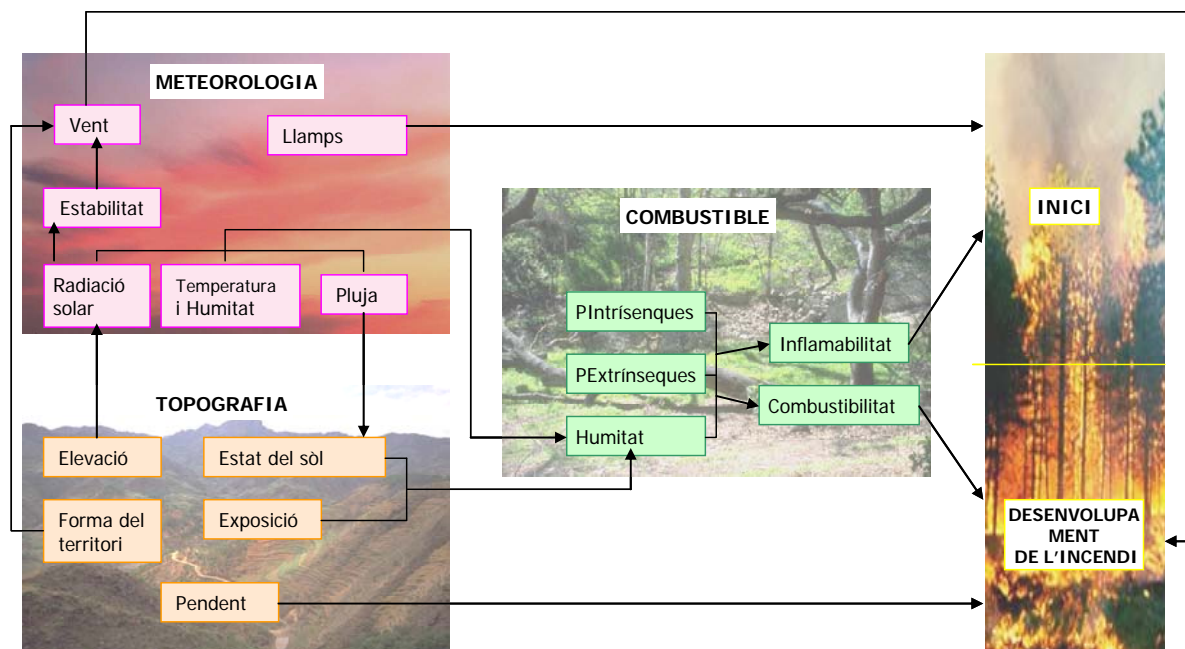 METEOROLOGIA
Vent
Llamps
Estabilitat
Radiació
solar
Temperatura
i Humitat
Pluja
TOPOGRAFIA
Elevació
Estat del sòl
Forma del
territori
Exposició
Pendent
COMBUSTIBLE
PIntrísenques
PExtrínseques
Humitat
Inflamabilitat
Combustibilitat
INICI
DESENVOLUPA
MENT
DE L'INCENDI